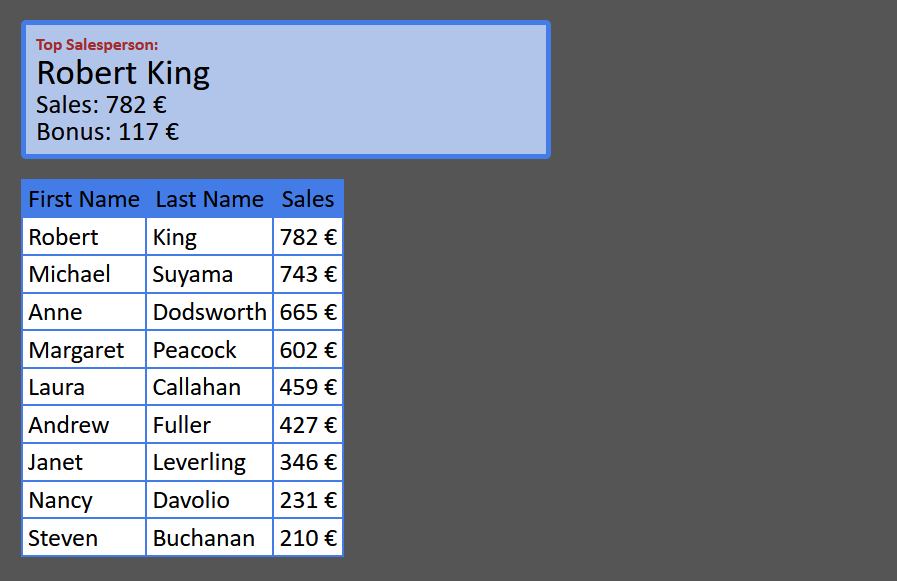 Top Salesperson:
Robert King
Sales: 782 €
Bonus: 117 €
First Name Last Name Sales
Robert King 782 €
Michael Suyama 743 €
Anne Dodsworth 665 €
Margaret Peacock 602 €
Laura Callahan 459 €
Andrew Fuller 427 €
Janet Leverling 346 €
Nancy Davolio 231 €
Steven Buchanan 210 €